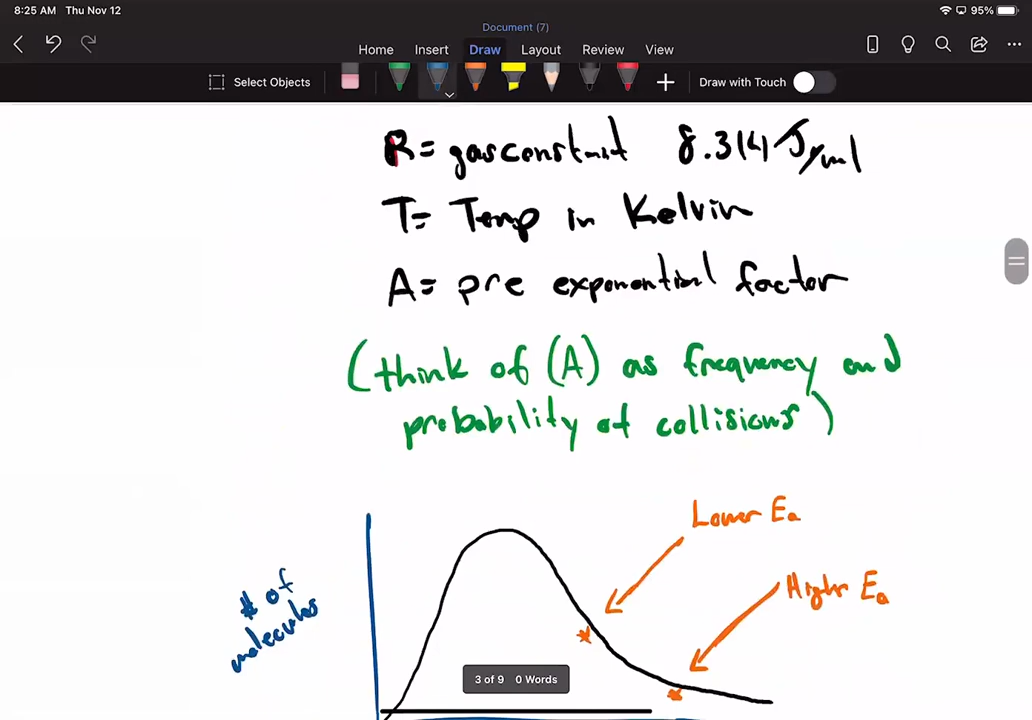 8:25 AM Thu Nov 12
95%
Document (7)
Home Insert Draw Layout Review View
Select Objects
Draw with Touch
R= gas constant 8.314 J/mol
T= Temp in Kelvin
A= pre exponential factor
(think of (A) as frequency and
probability of collisions)
Lower Ea
High Ea
# of
molecules
3 of 9 0 Words